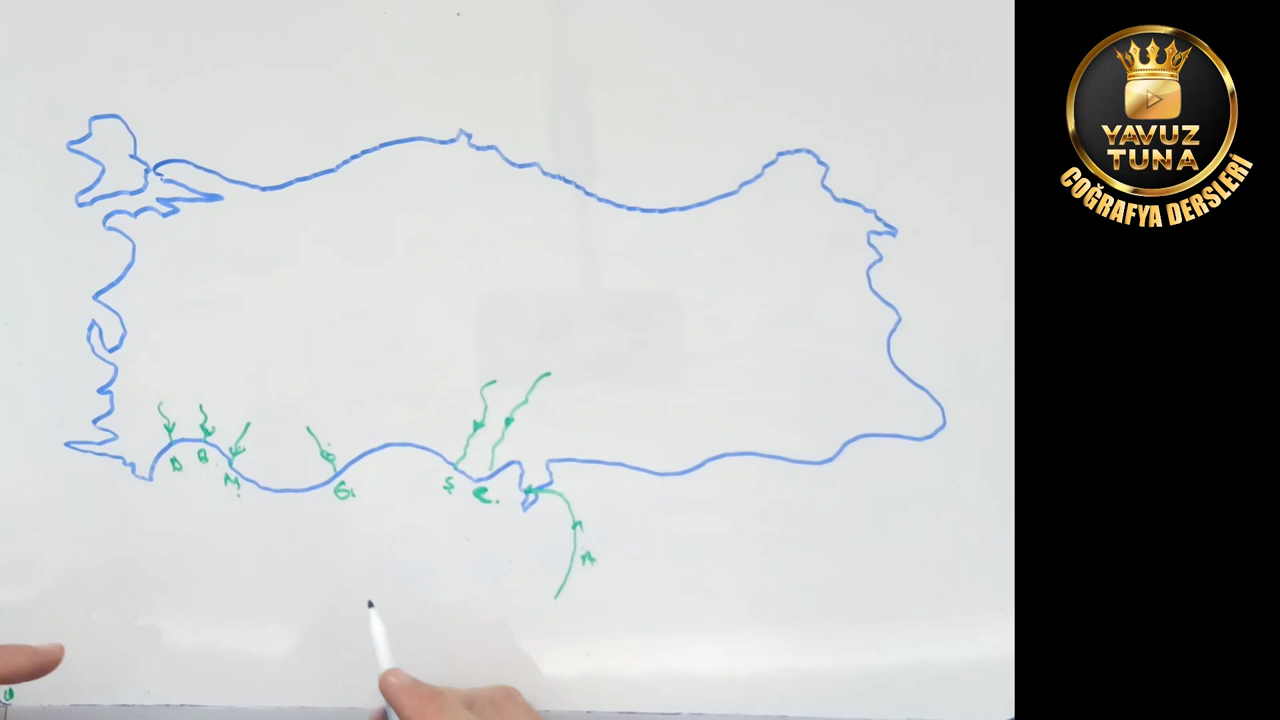 YAVUZ
TUNA
COĞRAFYA DERSLERİ
D
B.
M.
G.
S.
C.
A